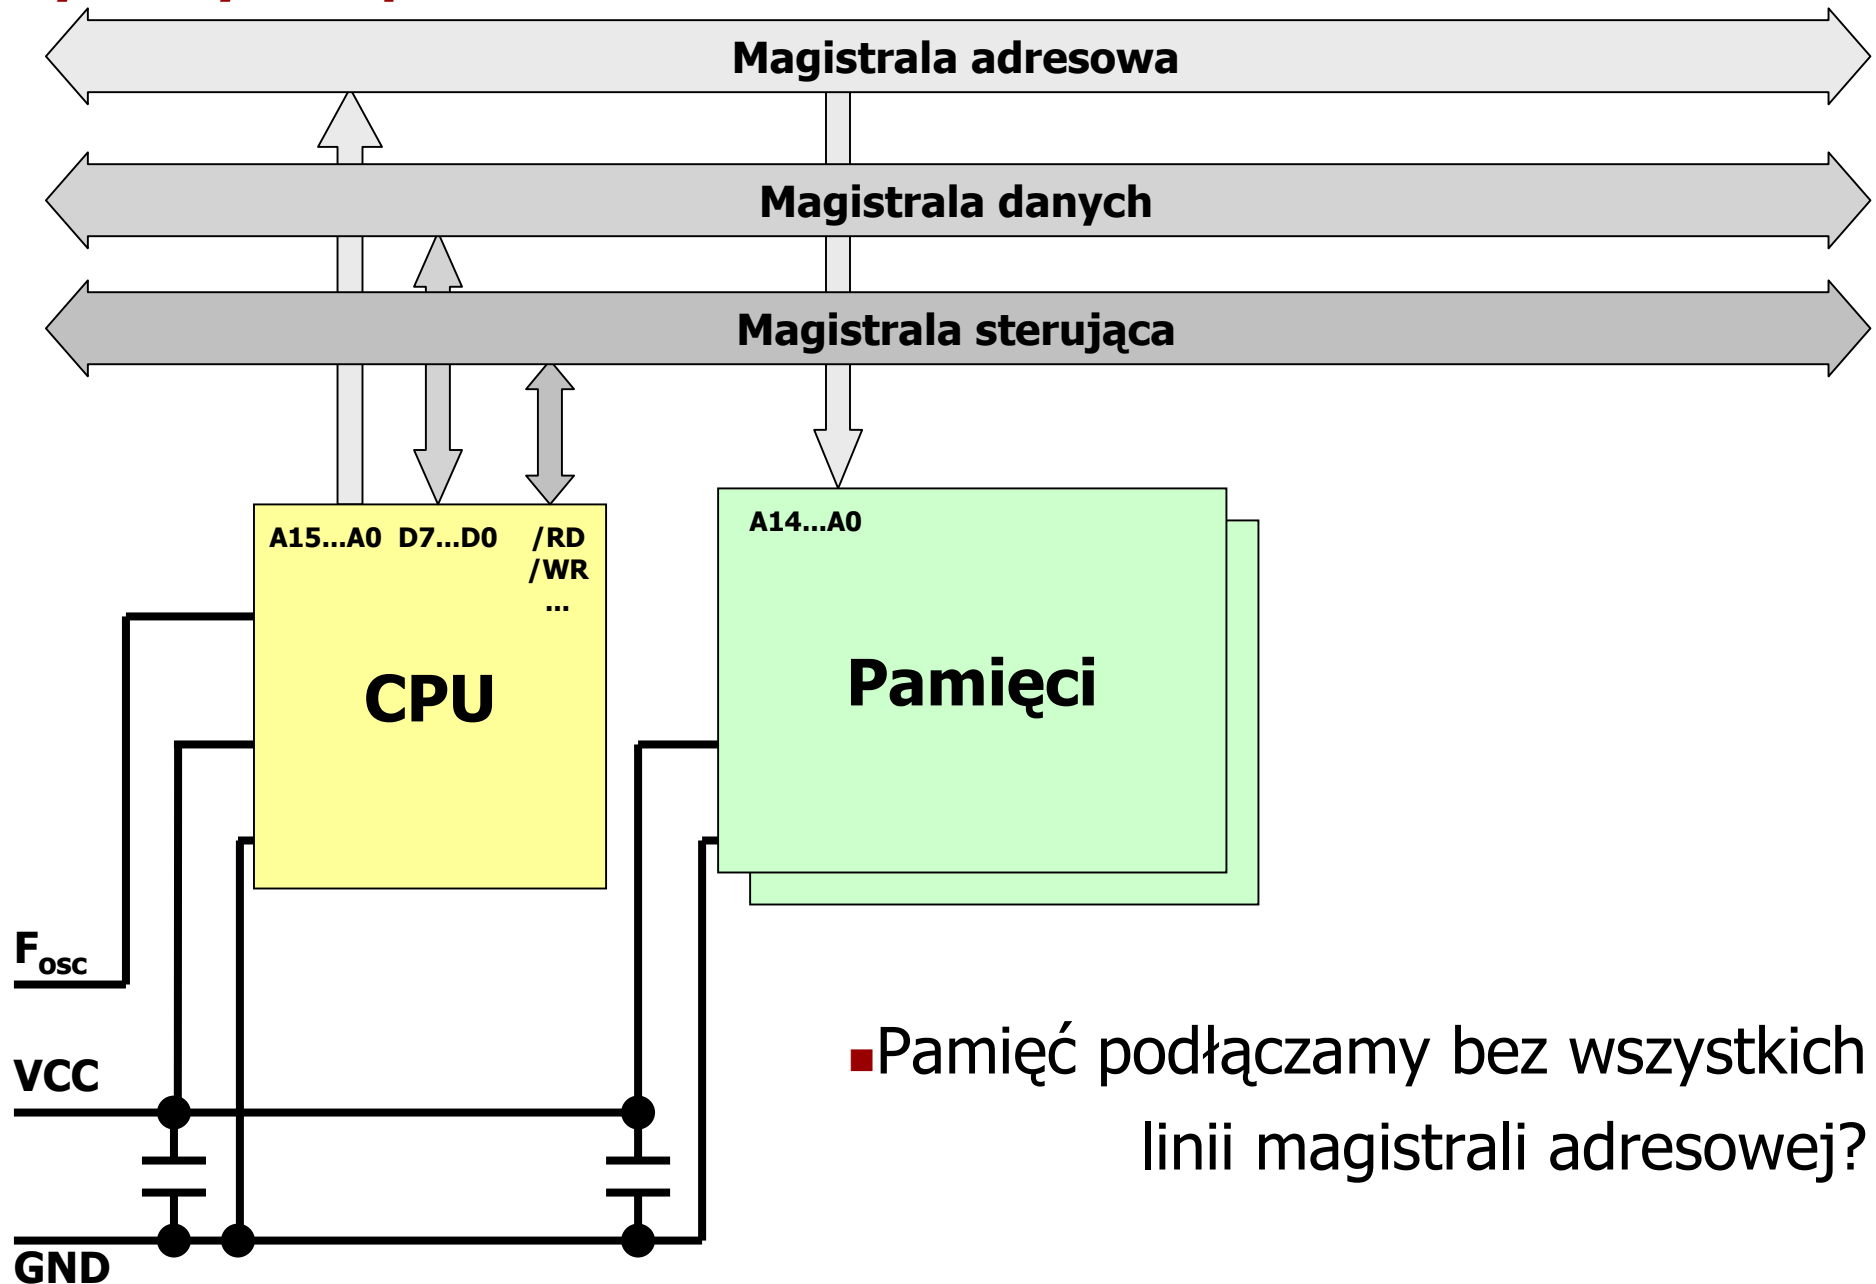 Magistrala adresowa
Magistrala danych
Magistrala sterująca
A15...A0 D7...D0 /RD
/WR
...
CPU
A14...A0
Pamięci
Fosc
VCC
GND
▪Pamięć podłączamy bez wszystkich
linii magistrali adresowej?